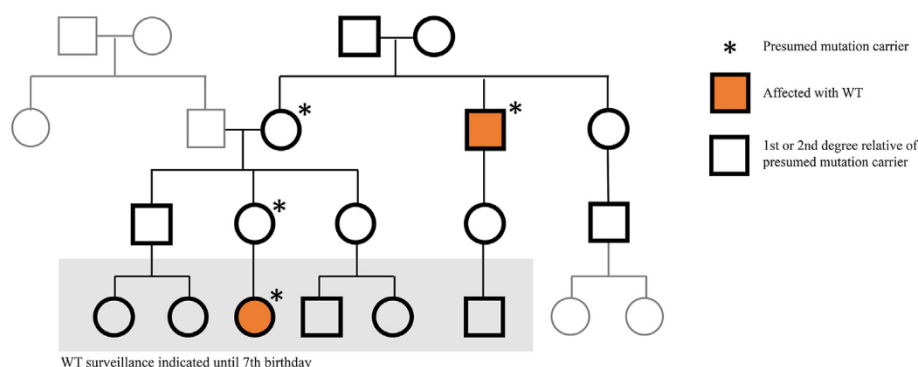 * Presumed mutation carrier
Affected with WT
1st or 2nd degree relative of
presumed mutation carrier
* * * *
WT surveillance indicated until 7th birthday